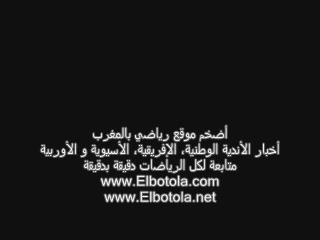 أضخم موقع رياضي بالمغرب
أخبار الأندية الوطنية، الإفريقية، الأسيوية و الأوربية
متابعة لكل الرياضات دقيقة بدقيقة
www.Elbotola.com
www.Elbotola.net